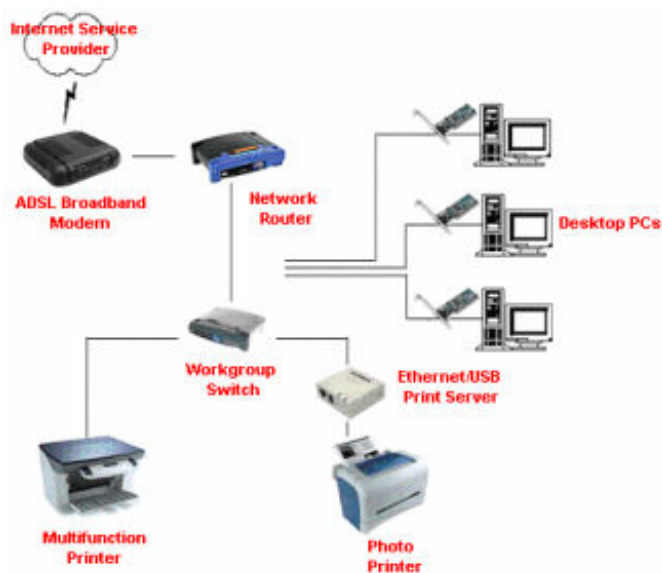 Internet Service
Provider
ADSL Broadband
Modem
Network
Router
Desktop PCs
Workgroup
Switch
Ethernet/USB
Print Server
Multifunction
Printer
Photo
Printer